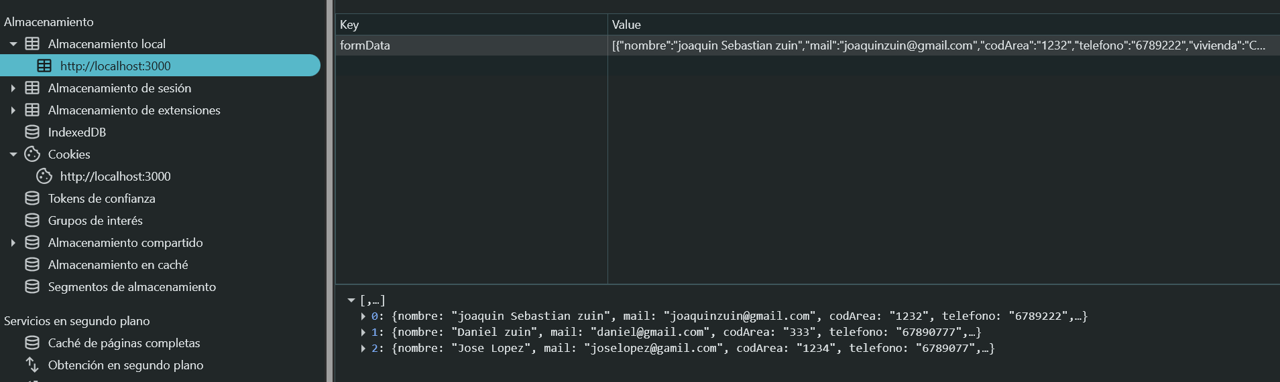 Almacenamiento
Almacenamiento local
http://localhost:3000
Almacenamiento de sesión
Almacenamiento de extensiones
IndexedDB
Cookies
http://localhost:3000
Tokens de confianza
Grupos de interés
Almacenamiento compartido
Almacenamiento en caché
Segmentos de almacenamiento
Servicios en segundo plano
Caché de páginas completas
Obtención en segundo plano
Key Value
formData [{"nombre":"joaquin Sebastian zuin","mail":"joaquinzuin@gmail.com","codArea":"1232","telefono":"6789222","vivienda":"C...
[,…]
0: {nombre: "joaquin Sebastian zuin", mail: "joaquinzuin@gmail.com", codArea: "1232", telefono: "6789222",…}
1: {nombre: "Daniel zuin", mail: "daniel@gmail.com", codArea: "333", telefono: "67890777",…}
2: {nombre: "Jose Lopez", mail: "joselopez@gamil.com", codArea: "1234", telefono: "6789077",…}